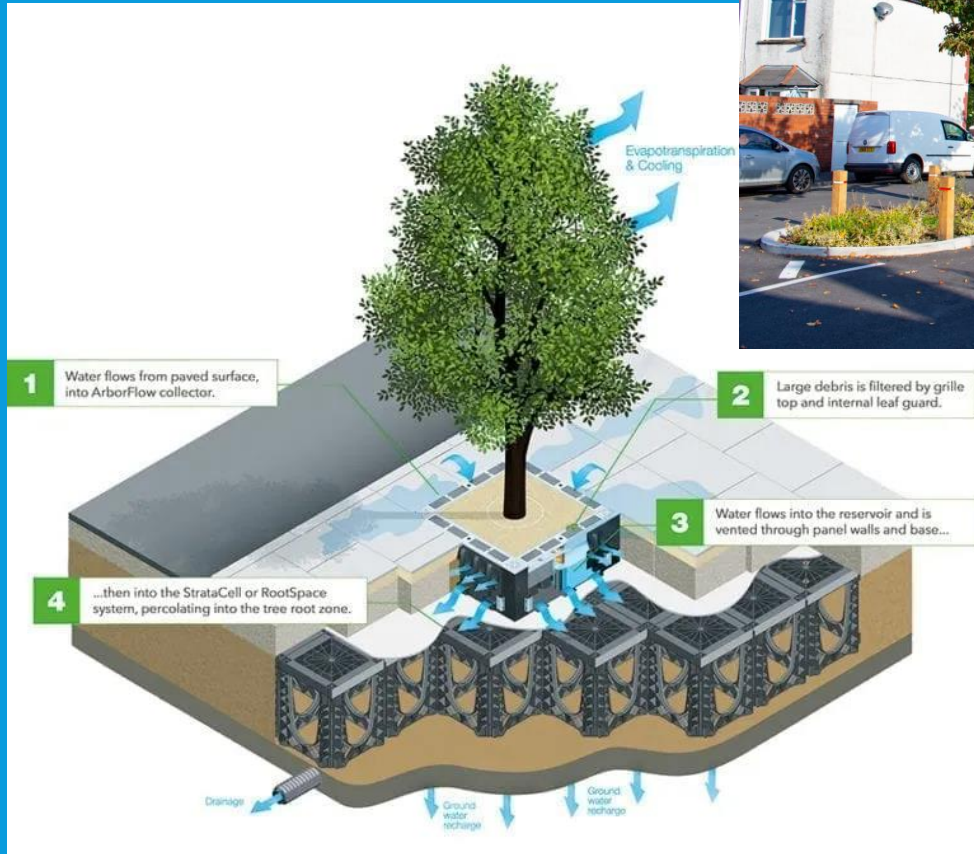 Evapotranspiration
& Cooling
1
Water flows from paved surface,
into ArborFlow collector.
2
Large debris is filtered by grille
top and internal leaf guard.
3
Water flows into the reservoir and is
vented through panel walls and base...
4
...then into the StrataCell or RootSpace
system, percolating into the tree root zone.
Drainage
Ground
water
recharge
Ground
water
recharge